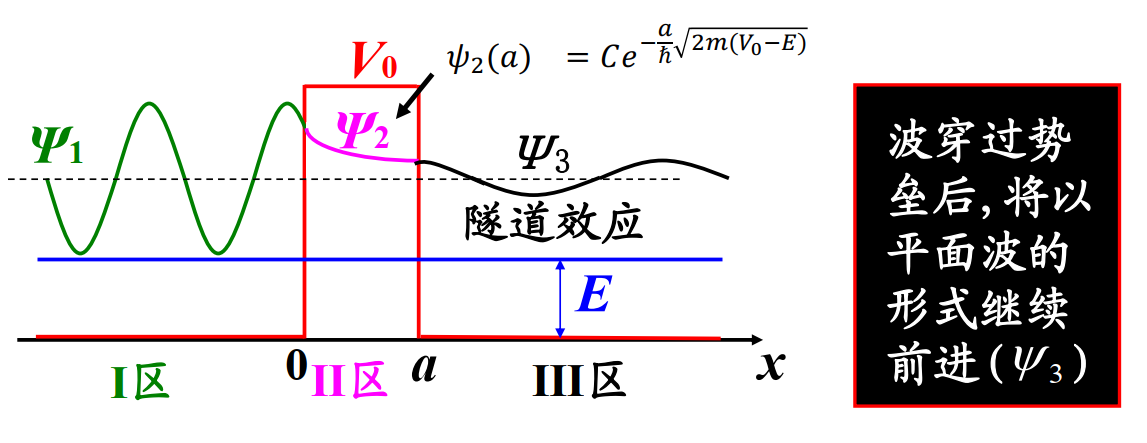 V₀
ψ₂(a) = Ce^{-\frac{a}{ℏ}\sqrt{2m(V₀-E)}}
Ψ₁
Ψ₂
Ψ₃
隧道效应
E
0
a
x
I区
II区
III区
波穿过势
垒后,将以
平面波的
形式继续
前进(Ψ₃)